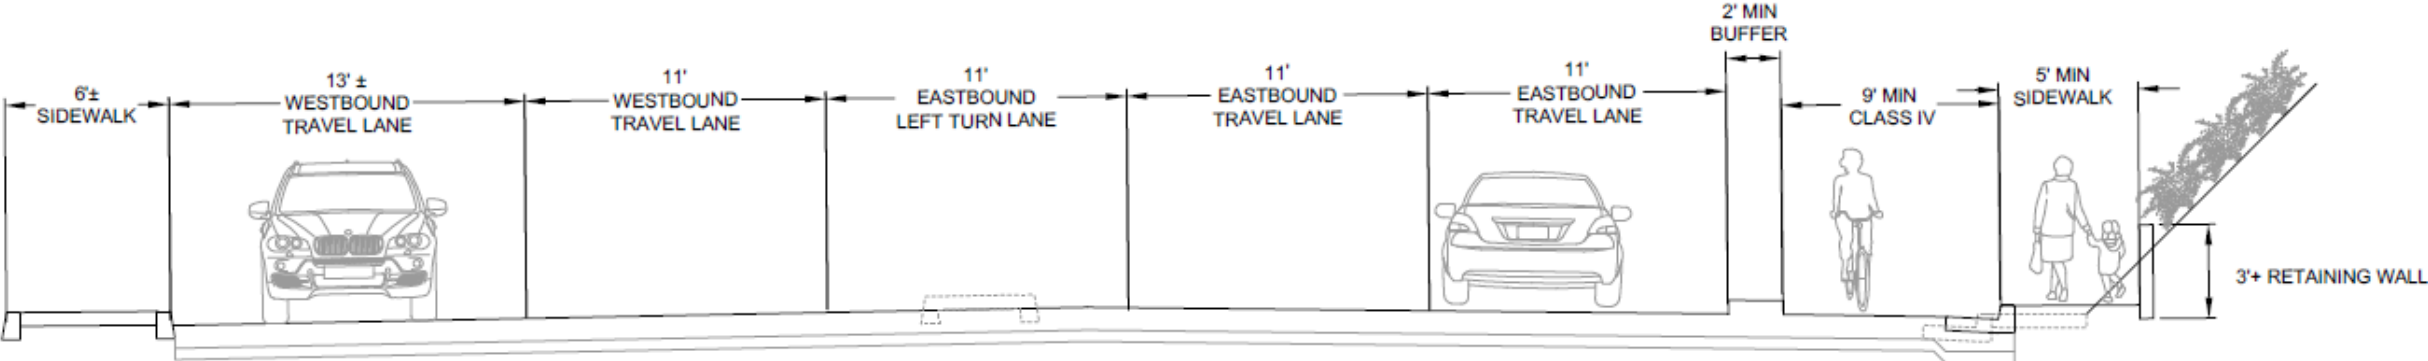 6'±
SIDEWALK
13' ±
WESTBOUND
TRAVEL LANE
11'
WESTBOUND
TRAVEL LANE
11'
EASTBOUND
LEFT TURN LANE
11'
EASTBOUND
TRAVEL LANE
11'
EASTBOUND
TRAVEL LANE
2' MIN
BUFFER
9' MIN
CLASS IV
5' MIN
SIDEWALK
3'+ RETAINING WALL